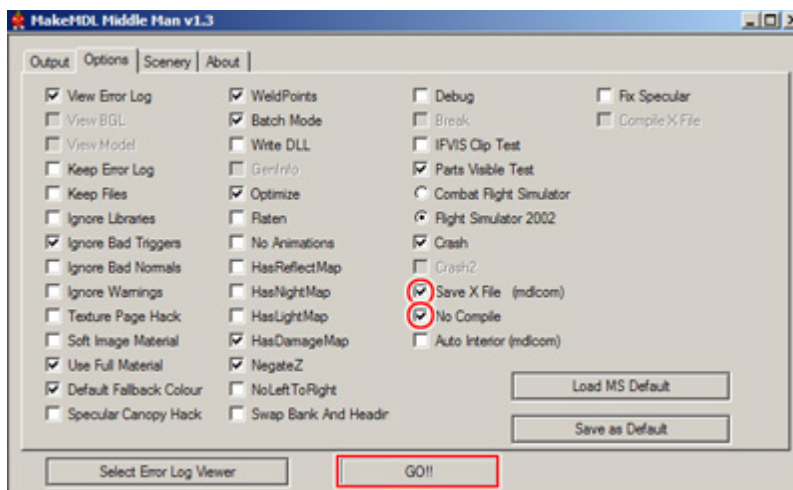 MakeMDL Middle Man v1.3
Output Options Scenery About
View Error Log
View BGL
View Model
Keep Error Log
Keep Files
Ignore Libraries
Ignore Bad Triggers
Ignore Bad Normals
Ignore Warnings
Texture Page Hack
Soft Image Material
Use Full Material
Default Fallback Colour
Specular Canopy Hack
WeldPoints
Batch Mode
Write DLL
GenInfo
Optimize
Flaten
No Animations
HasReflectMap
HasNightMap
HasLightMap
HasDamageMap
NegateZ
NoLeftToRight
Swap Bank And Headir
Debug
Break
IFVIS Clip Test
Parts Visible Test
Combat Flight Simulator
Flight Simulator 2002
Crash
Crash2
Save X File (mdlcom)
No Compile
Auto Interior (mdlcom)
Fix Specular
Compile X File
Load MS Default
Save as Default
Select Error Log Viewer
GO!!